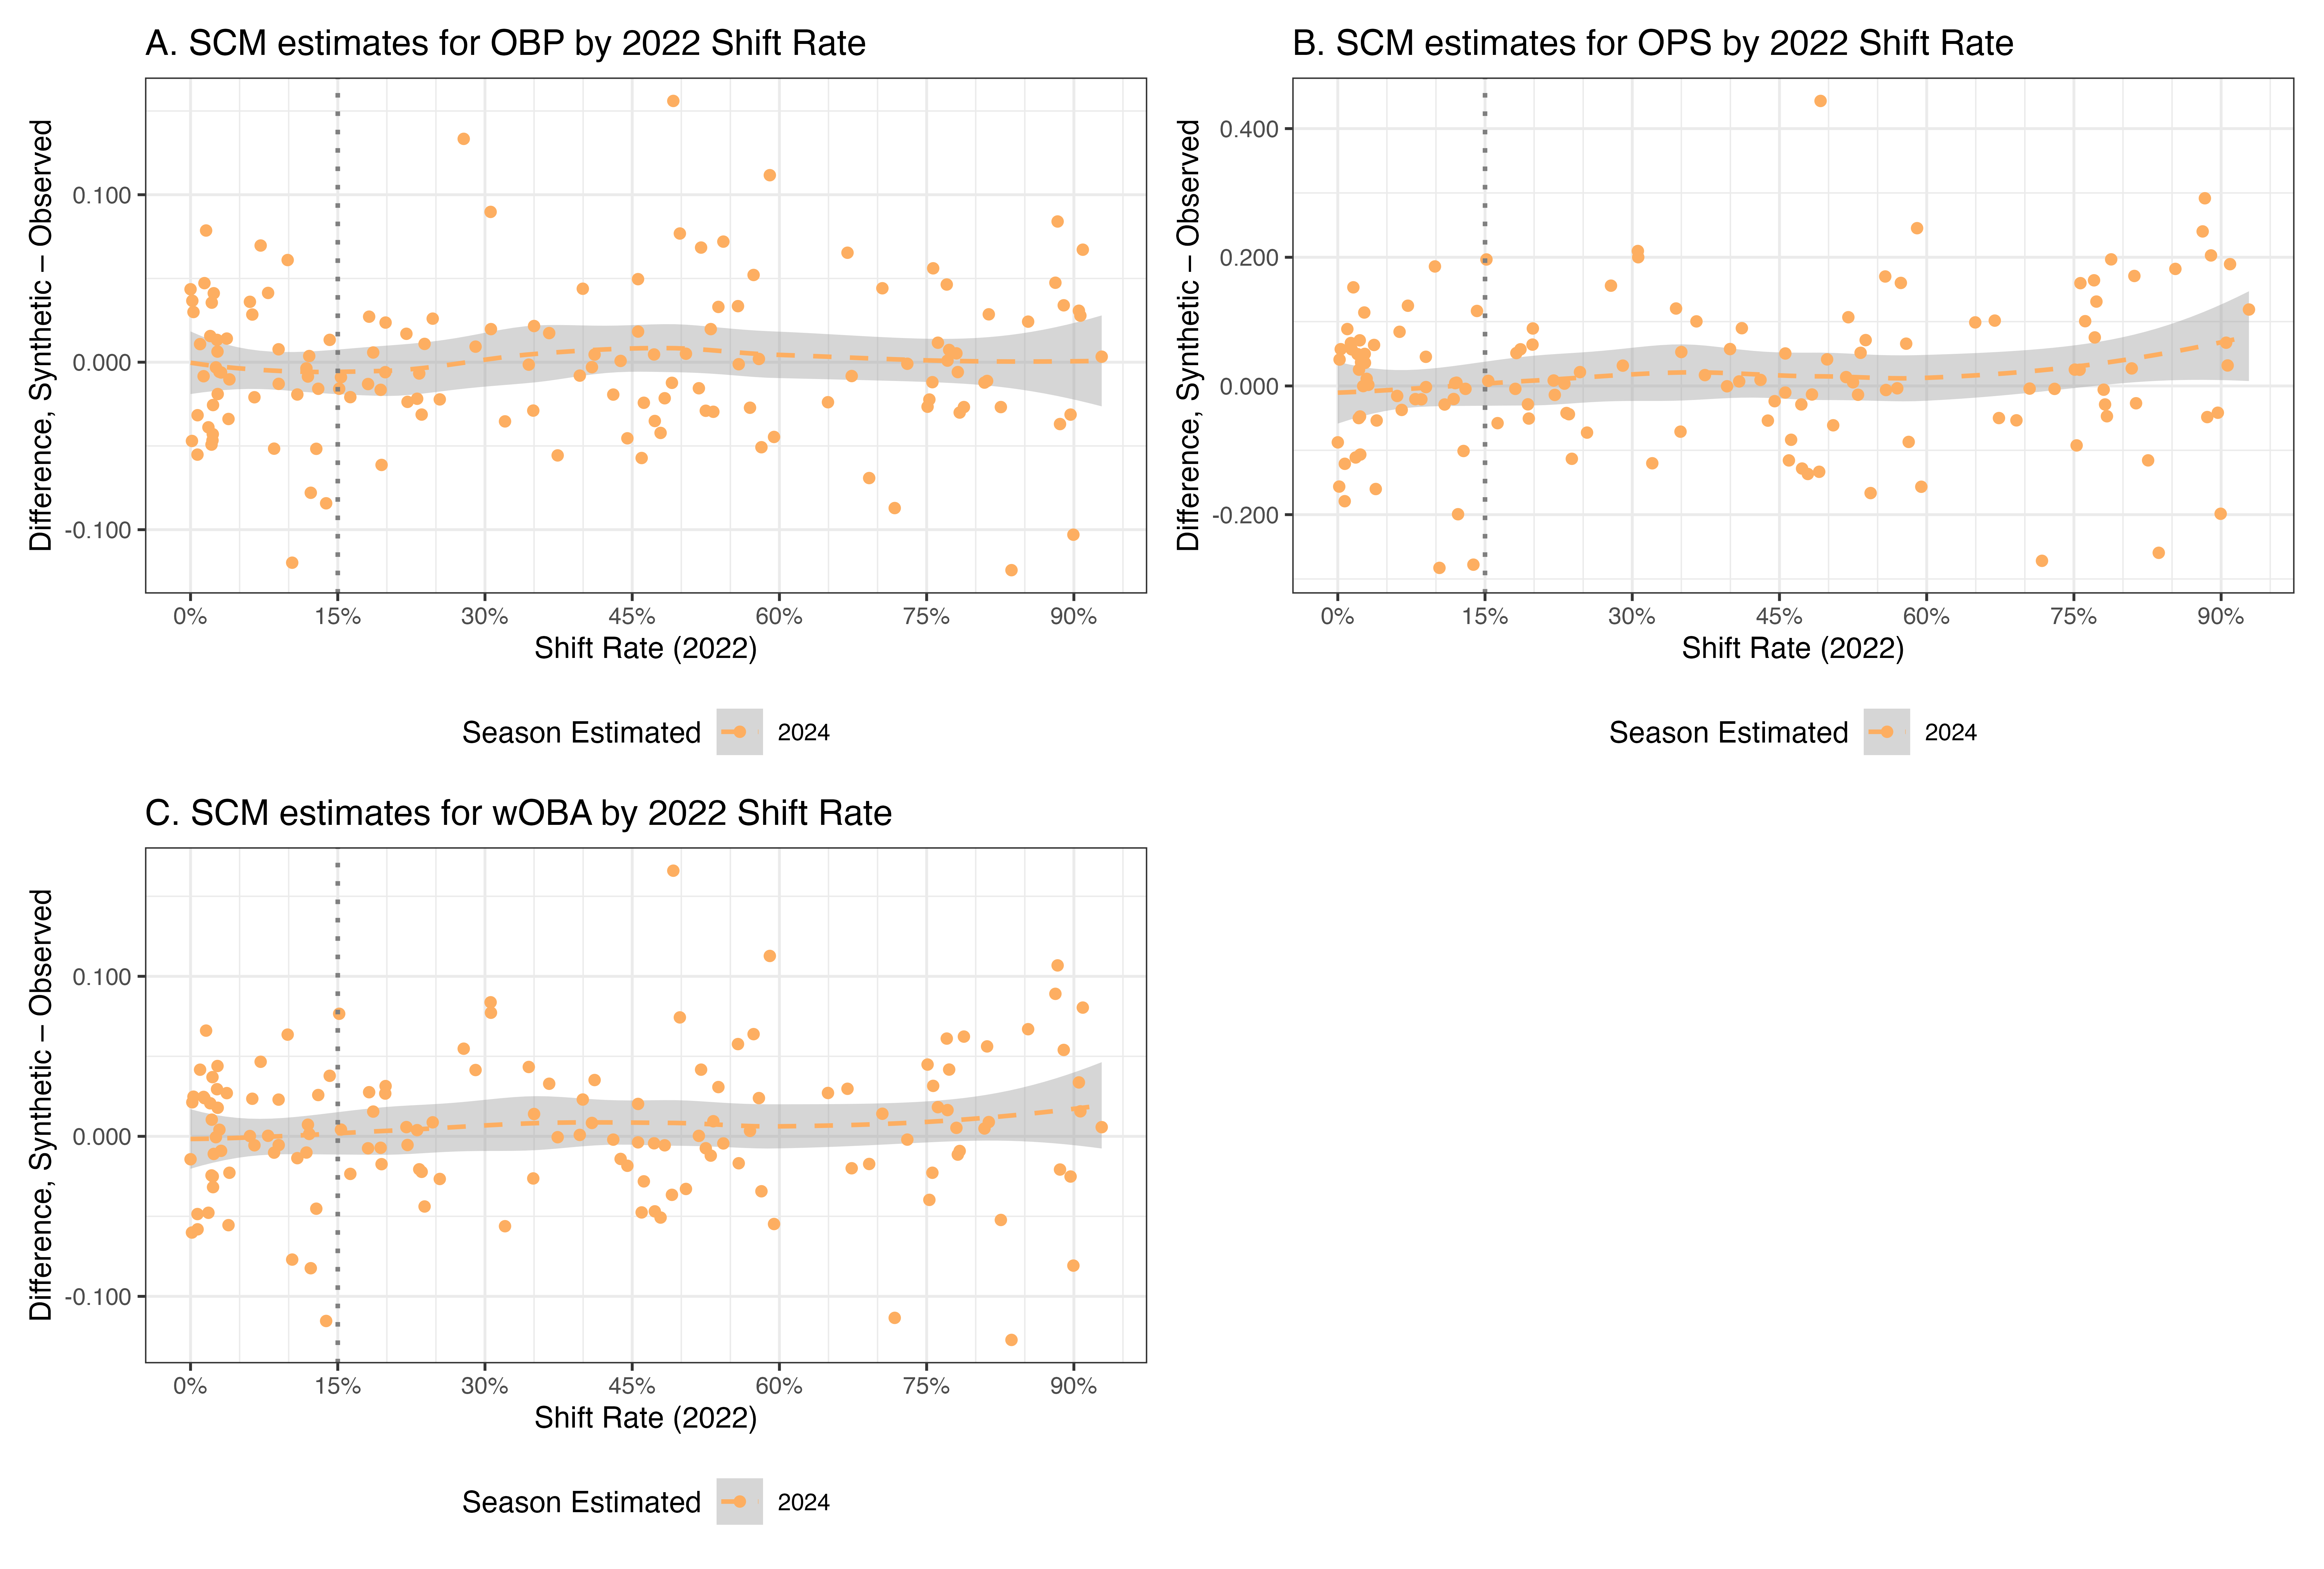 A. SCM estimates for OBP by 2022 Shift Rate
Difference, Synthetic – Observed
0.100
0.000
-0.100
0% 15% 30% 45% 60% 75% 90%
Shift Rate (2022)
Season Estimated 2024
B. SCM estimates for OPS by 2022 Shift Rate
Difference, Synthetic – Observed
0.400
0.200
0.000
-0.200
0% 15% 30% 45% 60% 75% 90%
Shift Rate (2022)
Season Estimated 2024
C. SCM estimates for wOBA by 2022 Shift Rate
Difference, Synthetic – Observed
0.100
0.000
-0.100
0% 15% 30% 45% 60% 75% 90%
Shift Rate (2022)
Season Estimated 2024